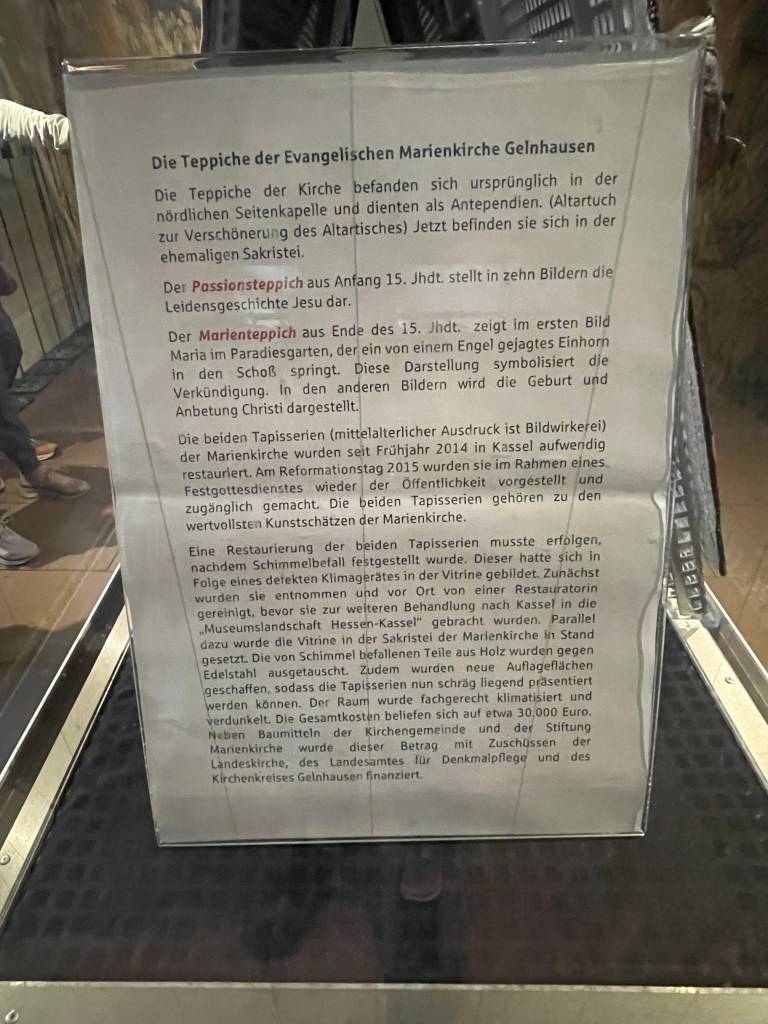 Die Teppiche der Evangelischen Marienkirche Gelnhausen
Die Teppiche der Kirche befanden sich ursprünglich in der
nördlichen Seitenkapelle und dienten als Antependien. (Altartuch
zur Verschönerung des Altartisches) Jetzt befinden sie sich in der
ehemaligen Sakristei.
Der Passionsteppich aus Anfang 15. Jhdt. stellt in zehn Bildern die
Leidensgeschichte Jesu dar.
Der Marienteppich aus Ende des 15. Jhdt. zeigt im ersten Bild
Maria im Paradiesgarten, der ein von einem Engel gejagtes Einhorn
in den Schoß springt. Diese Darstellung symbolisiert die
Verkündigung. In den anderen Bildern wird die Geburt und
Anbetung Christi dargestellt.
Die beiden Tapisserien (mittelalterlicher Ausdruck ist Bildwirkerei)
der Marienkirche wurden seit Frühjahr 2014 in Kassel aufwendig
restauriert. Am Reformationstag 2015 wurden sie im Rahmen eines
Festgottesdienstes wieder der Öffentlichkeit vorgestellt und
zugänglich gemacht. Die beiden Tapisserien gehören zu den
wertvollsten Kunstschätzen der Marienkirche.
Eine Restaurierung der beiden Tapisserien musste erfolgen,
nachdem Schimmelbefall festgestellt wurde. Dieser hatte sich in
Folge eines defekten Klimagerätes in der Vitrine gebildet. Zunächst
wurden sie entnommen und vor Ort von einer Restauratorin
gereinigt, bevor sie zur weiteren Behandlung nach Kassel in die
„Museumslandschaft Hessen-Kassel“ gebracht wurden. Parallel
dazu wurde die Vitrine in der Sakristei der Marienkirche in Stand
gesetzt. Die von Schimmel befallenen Teile aus Holz wurden gegen
Edelstahl ausgetauscht. Zudem wurden neue Auflageflächen
geschaffen, sodass die Tapisserien nun schräg liegend präsentiert
werden können. Der Raum wurde fachgerecht klimatisiert und
verdunkelt. Die Gesamtkosten beliefen sich auf etwa 30.000 Euro.
Neben Baumitteln der Kirchengemeinde und der Stiftung
Marienkirche wurde dieser Betrag mit Zuschüssen der
Landeskirche, des Landesamtes für Denkmalpflege und des
Kirchenkreises Gelnhausen finanziert.